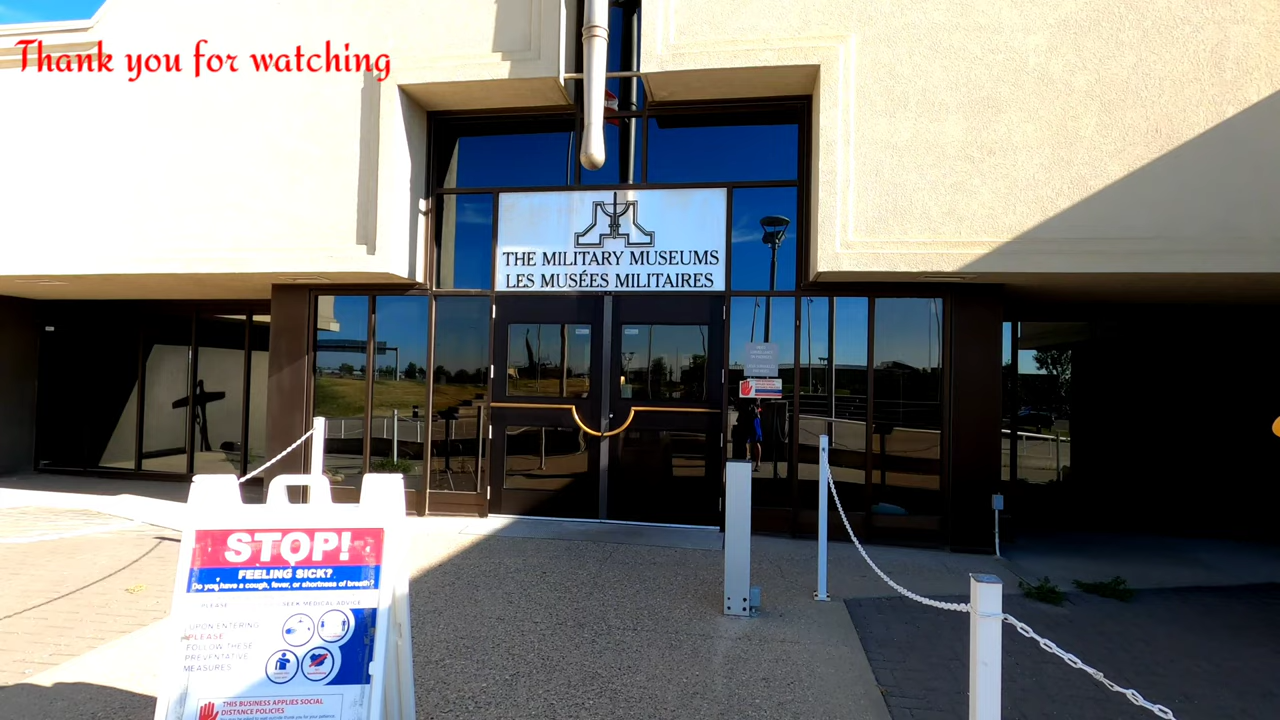 Thank you for watching
THE MILITARY MUSEUMS
LES MUSÉES MILITAIRES
STOP!
FEELING SICK?
Do you have a cough, fever, or shortness of breath?
PLEASE SEEK MEDICAL ADVICE
UPON ENTERING
PLEASE
FOLLOW THESE
PREVENTATIVE
MEASURES
THIS BUSINESS APPLIES SOCIAL
DISTANCE POLICIES